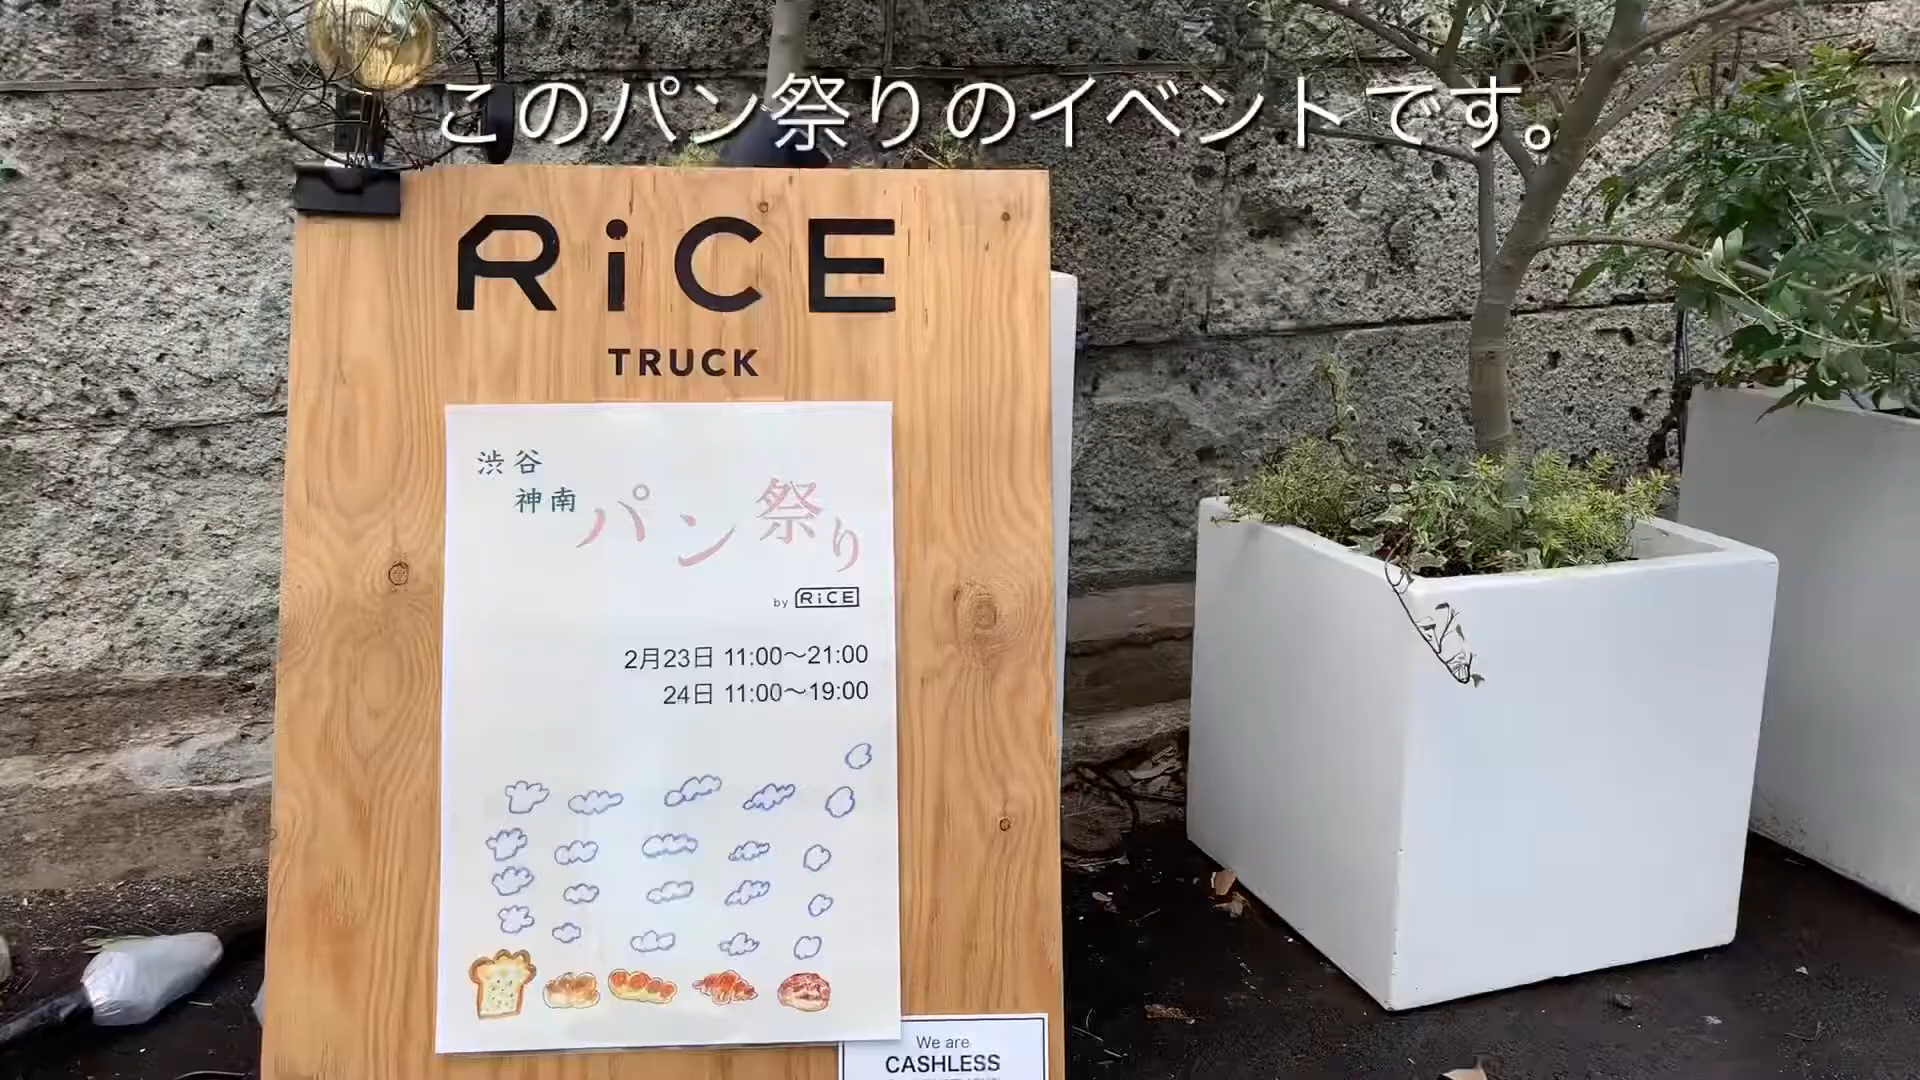 このパン祭りのイベントです。
RiCE
TRUCK
渋谷
神南
パン祭り
by RiCE
2月23日 11:00〜21:00
24日 11:00〜19:00
We are
CASHLESS